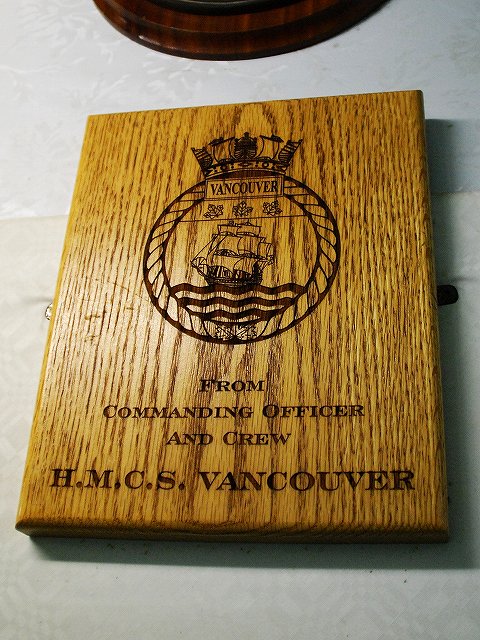 VANCOUVER
FROM
COMMANDING OFFICER
AND CREW
H.M.C.S. VANCOUVER